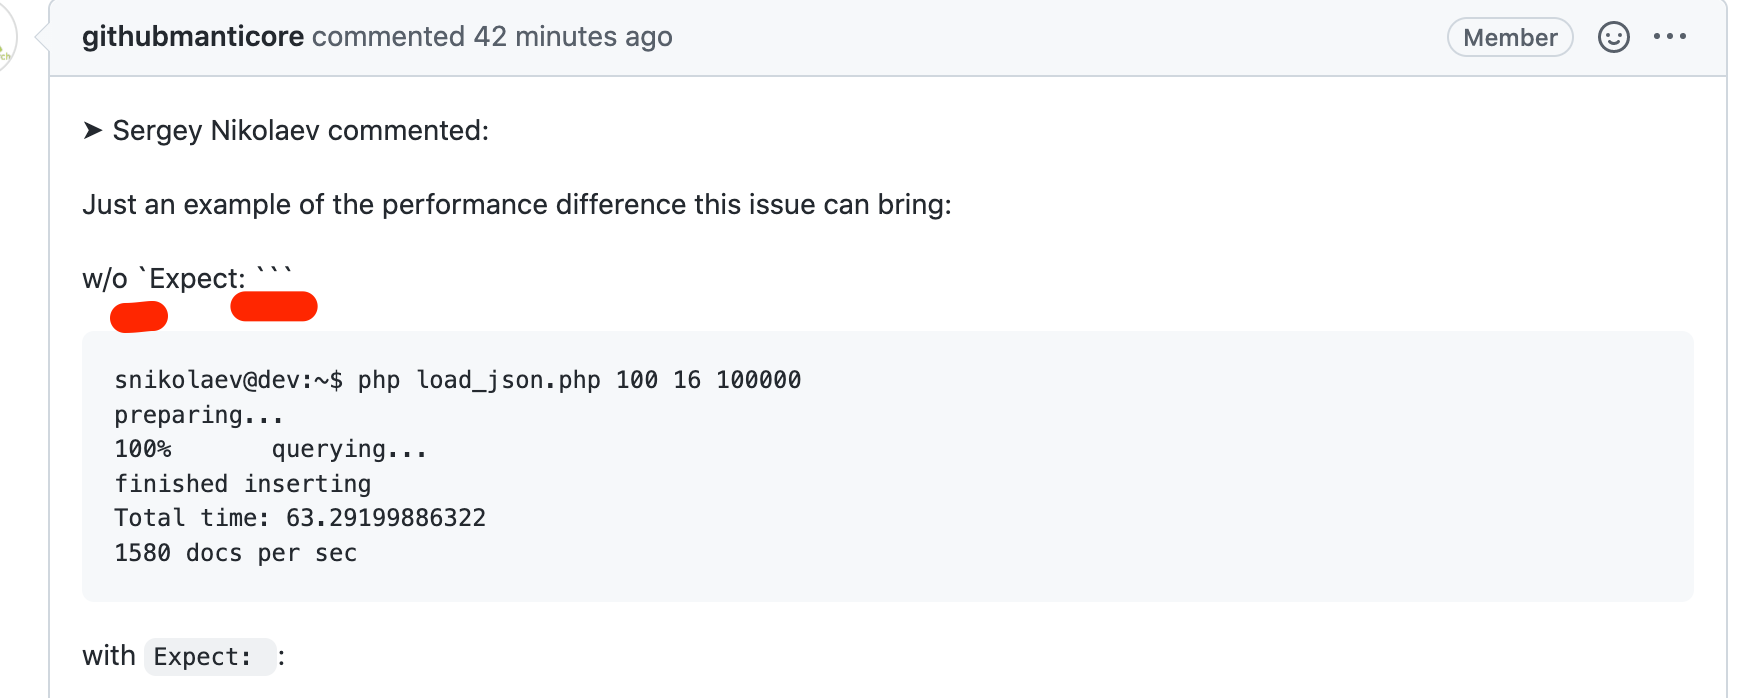 githubmanticore commented 42 minutes ago
Member
➤ Sergey Nikolaev commented:
Just an example of the performance difference this issue can bring:
w/o `Expect: ```
snikolaev@dev:~$ php load_json.php 100 16 100000
preparing...
100%       querying...
finished inserting
Total time: 63.29199886322
1580 docs per sec
with Expect: :